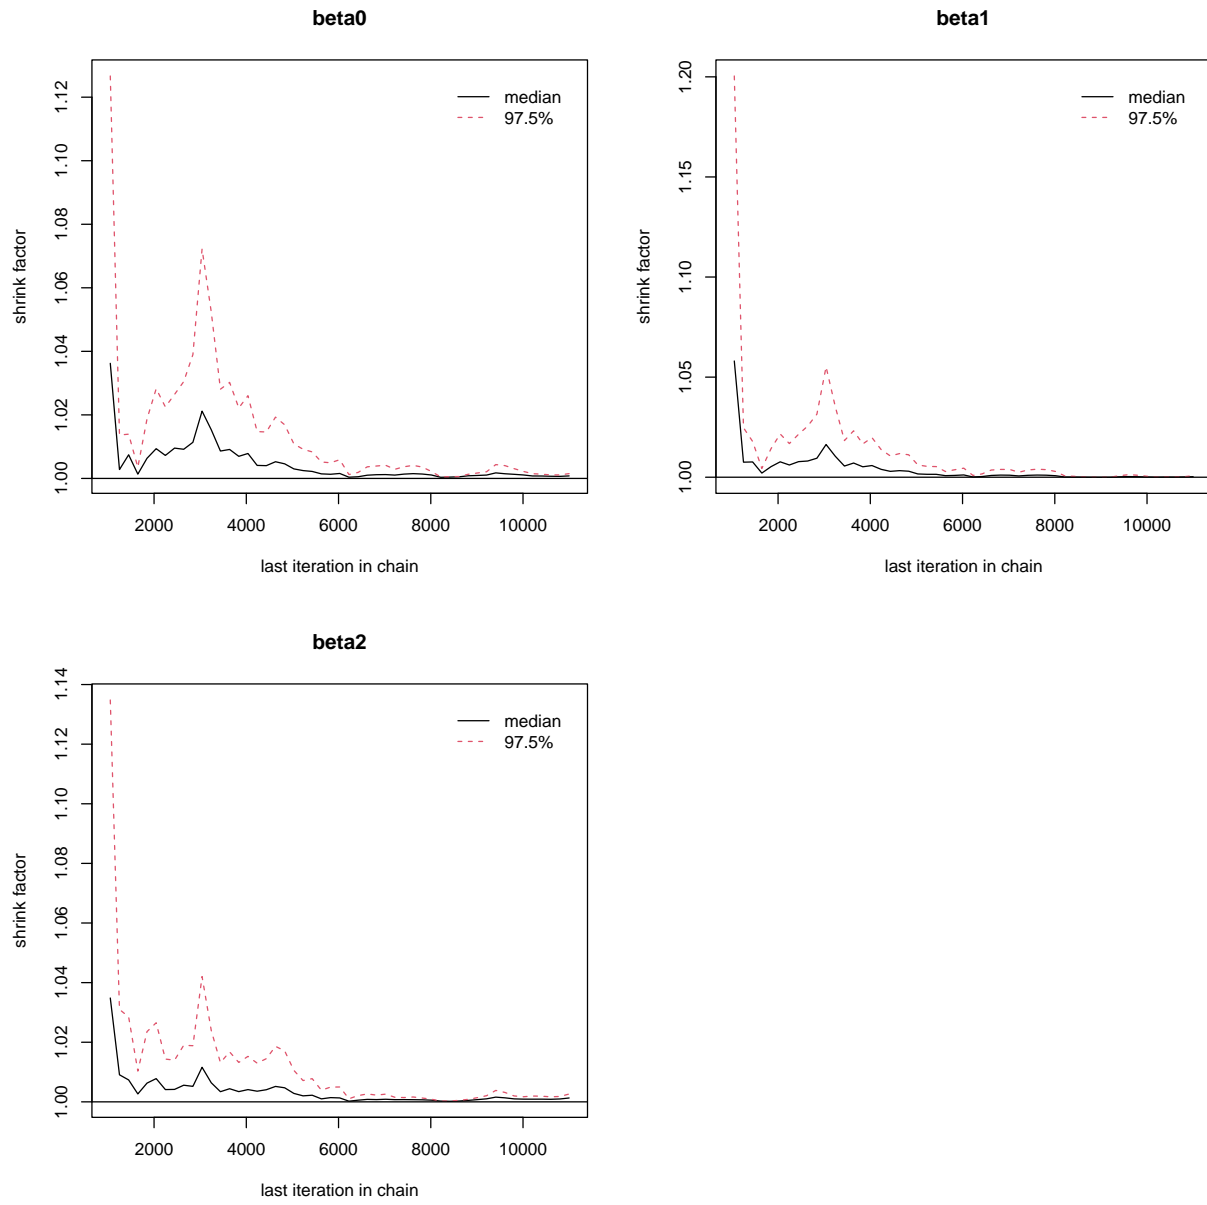 beta0
median
97.5%
shrink factor
1.00 1.02 1.04 1.06 1.08 1.10 1.12
2000 4000 6000 8000 10000
last iteration in chain
beta1
median
97.5%
shrink factor
1.00 1.05 1.10 1.15 1.20
2000 4000 6000 8000 10000
last iteration in chain
beta2
median
97.5%
shrink factor
1.00 1.02 1.04 1.06 1.08 1.10 1.12 1.14
2000 4000 6000 8000 10000
last iteration in chain